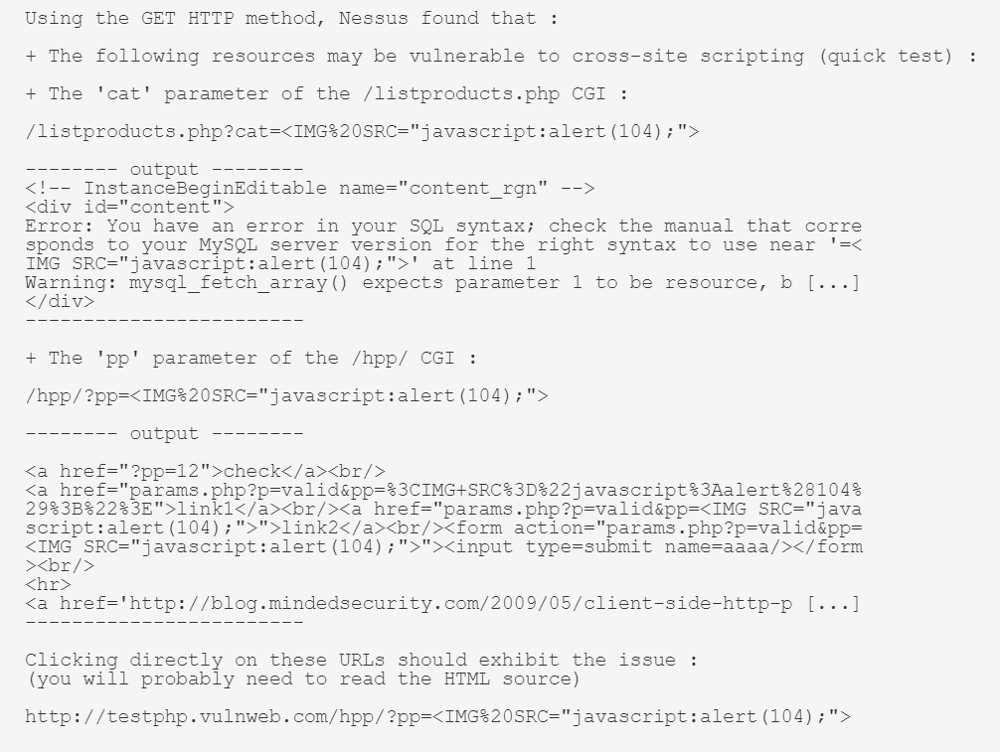 Using the GET HTTP method, Nessus found that :
+ The following resources may be vulnerable to cross-site scripting (quick test) :
+ The 'cat' parameter of the /listproducts.php CGI :
/listproducts.php?cat=<IMG%20SRC="javascript:alert(104);">
-------- output --------
<!-- InstanceBeginEditable name="content_rgn" -->
<div id="content">
Error: You have an error in your SQL syntax; check the manual that corre
sponds to your MySQL server version for the right syntax to use near '=<
IMG SRC="javascript:alert(104);">' at line 1
Warning: mysql_fetch_array() expects parameter 1 to be resource, b [...]
</div>
------------------------
+ The 'pp' parameter of the /hpp/ CGI :
/hpp/?pp=<IMG%20SRC="javascript:alert(104);">
-------- output --------
<a href="?pp=12">check</a><br/>
<a href="params.php?p=valid&pp=%3CIMG+SRC%3D%22javascript%3Aalert%28104%
29%3B%22%3E">link1</a><br/><a href="params.php?p=valid&pp=<IMG SRC="java
script:alert(104);">">link2</a><br/><form action="params.php?p=valid&pp=
<IMG SRC="javascript:alert(104);">"><input type=submit name=aaaa/></form
><br/>
<hr>
<a href='http://blog.mindedsecurity.com/2009/05/client-side-http-p [...]
------------------------
Clicking directly on these URLs should exhibit the issue :
(you will probably need to read the HTML source)
http://testphp.vulnweb.com/hpp/?pp=<IMG%20SRC="javascript:alert(104);">